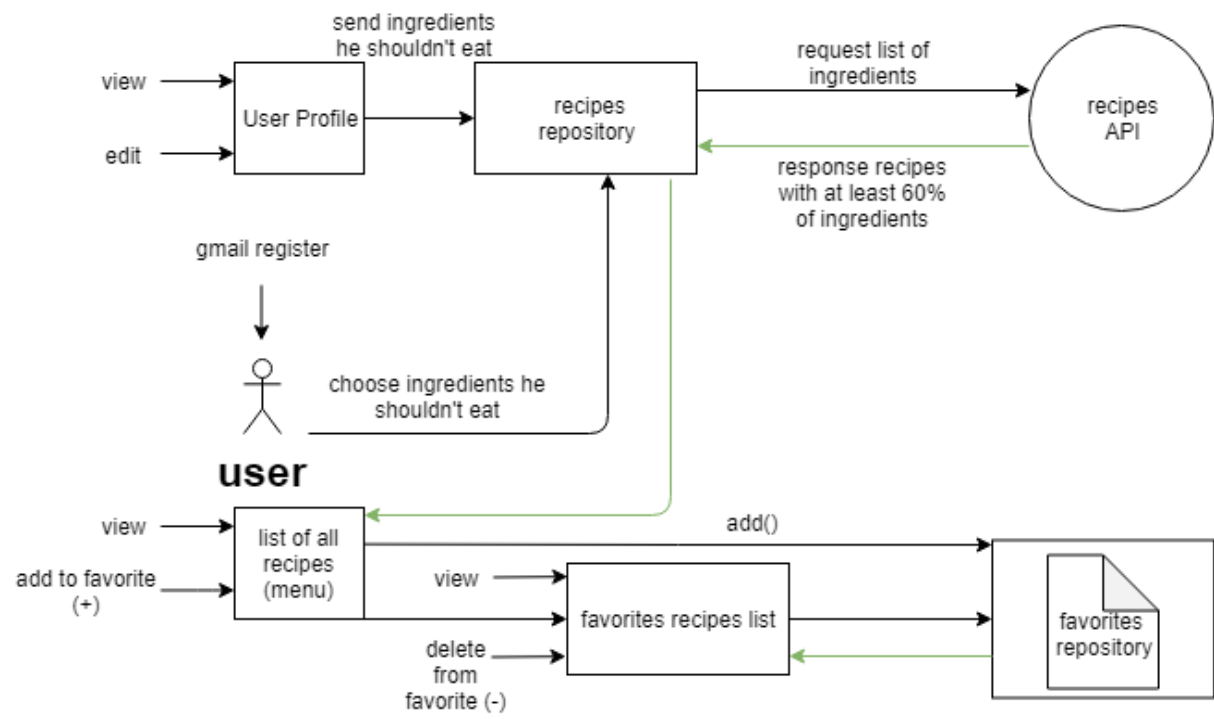 send ingredients
he shouldn't eat
view
User Profile
edit
recipes
repository
request list of
ingredients
recipes
API
response recipes
with at least 60%
of ingredients
gmail register
choose ingredients he
shouldn't eat
user
view
add to favorite
(+)
list of all
recipes
(menu)
add()
view
favorites recipes list
delete
from
favorite (-)
favorites
repository